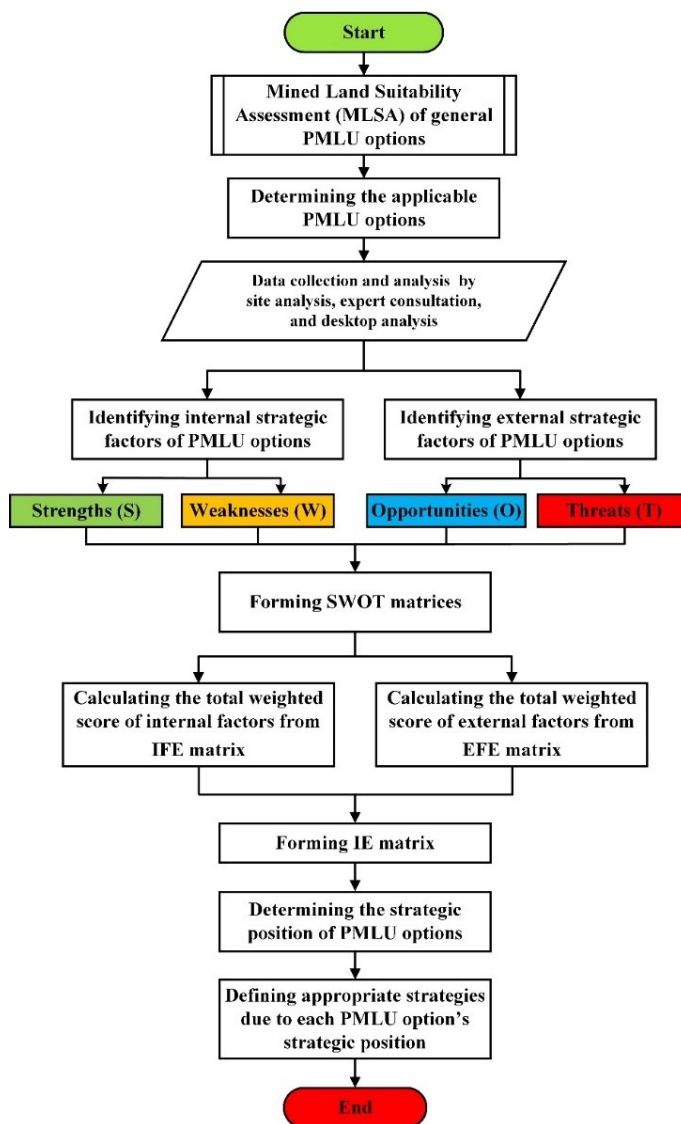 Start
Mined Land Suitability
Assessment (MLSA) of general
PMLU options
Determining the applicable
PMLU options
Data collection and analysis by
site analysis, expert consultation,
and desktop analysis
Identifying internal strategic
factors of PMLU options
Identifying external strategic
factors of PMLU options
Strengths (S)
Weaknesses (W)
Opportunities (O)
Threats (T)
Forming SWOT matrices
Calculating the total weighted
score of internal factors from
IFE matrix
Calculating the total weighted
score of external factors from
EFE matrix
Forming IE matrix
Determining the strategic
position of PMLU options
Defining appropriate strategies
due to each PMLU option's
strategic position
End